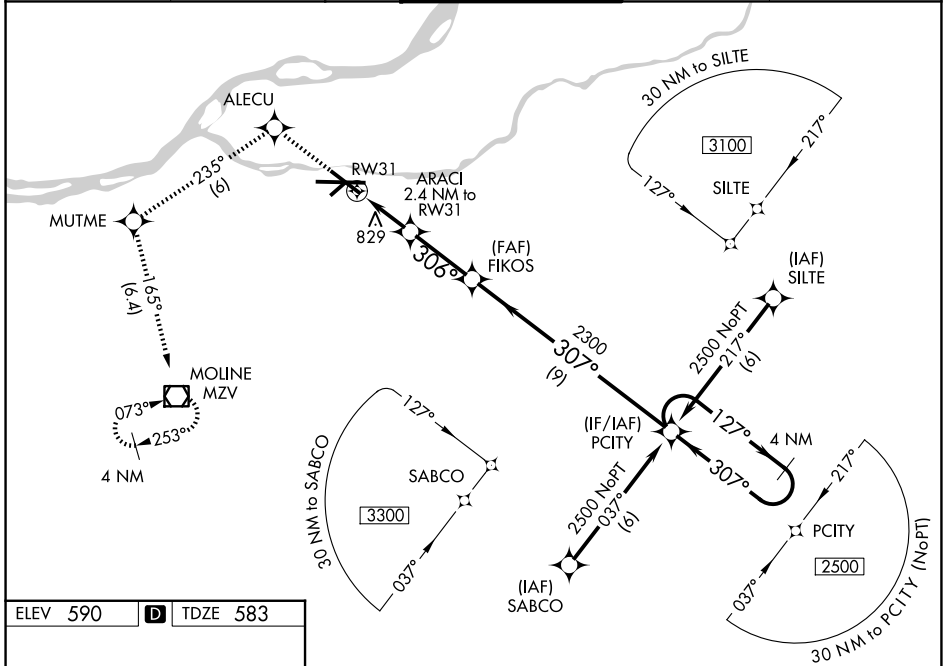 30 NM to SILTE
3100
217°
127°
SILTE
ALECU
235°
(6)
RW31
ARACI
2.4 NM to
RW31
829
MUTME
306°
(FAF)
FIKOS
(IAF)
SILTE
165°
(6.4)
2500 NoPT
217°
(6)
2300
307°
(9)
MOLINE
MZV
073°
253°
4 NM
127°
(IF/IAF)
PCITY
127°
4 NM
307°
30 NM to SABCO
SABCO
3300
037°
2500 NoPT
037°
(6)
(IAF)
SABCO
217°
PCITY
2500
037°
30 NM to PCITY (NoPT)
ELEV 590 D TDZE 583